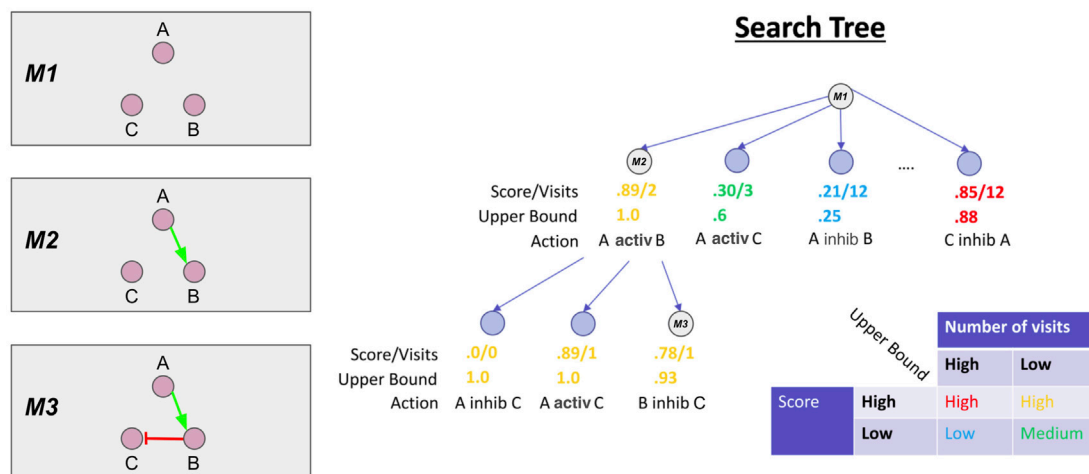 A
M1
C B
A
M2
C B
A
M3
C B
Search Tree
M1
M2
....
Score/Visits .89/2 .30/3 .21/12 .85/12
Upper Bound 1.0 .6 .25 .88
Action A activ B A activ C A inhib B C inhib A
M3
Score/Visits .0/0 .89/1 .78/1
Upper Bound 1.0 1.0 .93
Action A inhib C A activ C B inhib C
Upper Bound
Number of visits
High Low
Score High High High
Low Low Medium